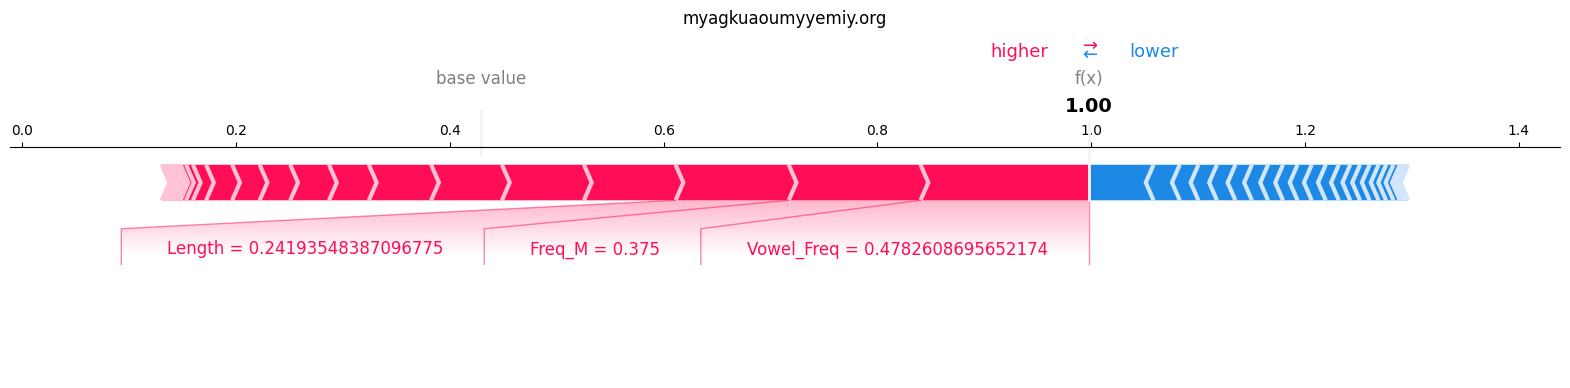 myagkuaoumyyemiy.org
higher → ← lower
base value f(x)
1.00
0.0 0.2 0.4 0.6 0.8 1.0 1.2 1.4
Length = 0.24193548387096775 Freq_M = 0.375 Vowel_Freq = 0.4782608695652174